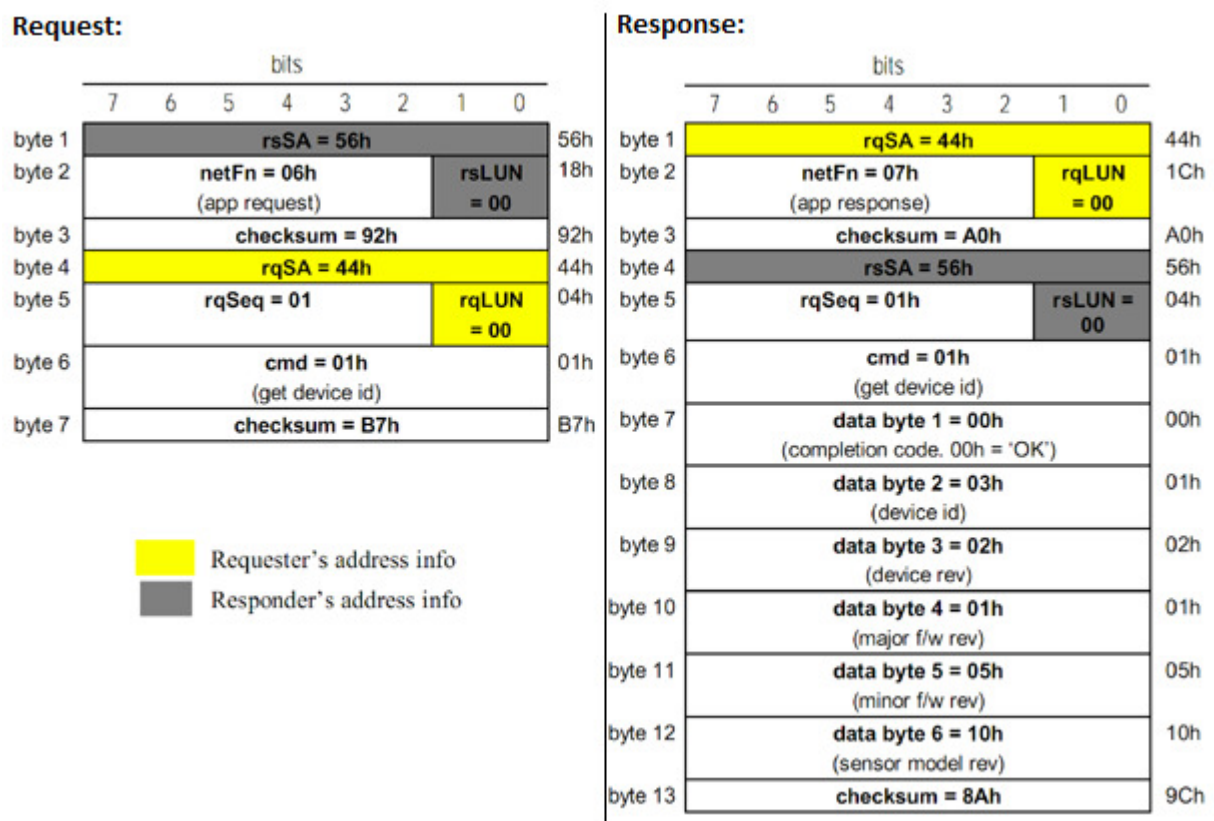 Request:
bits
7 6 5 4 3 2 1 0
byte 1 rsSA = 56h 56h
byte 2 netFn = 06h rsLUN 18h
(app request) = 00
byte 3 checksum = 92h 92h
byte 4 rqSA = 44h 44h
byte 5 rqSeq = 01 rqLUN 04h
= 00
byte 6 cmd = 01h 01h
(get device id)
byte 7 checksum = B7h B7h
Requester's address info
Responder's address info
Response:
bits
7 6 5 4 3 2 1 0
byte 1 rqSA = 44h 44h
byte 2 netFn = 07h rqLUN 1Ch
(app response) = 00
byte 3 checksum = A0h A0h
byte 4 rsSA = 56h 56h
byte 5 rqSeq = 01h rsLUN = 04h
00
byte 6 cmd = 01h 01h
(get device id)
byte 7 data byte 1 = 00h 00h
(completion code. 00h = 'OK')
byte 8 data byte 2 = 03h 01h
(device id)
byte 9 data byte 3 = 02h 02h
(device rev)
byte 10 data byte 4 = 01h 01h
(major f/w rev)
byte 11 data byte 5 = 05h 05h
(minor f/w rev)
byte 12 data byte 6 = 10h 10h
(sensor model rev)
byte 13 checksum = 8Ah 9Ch